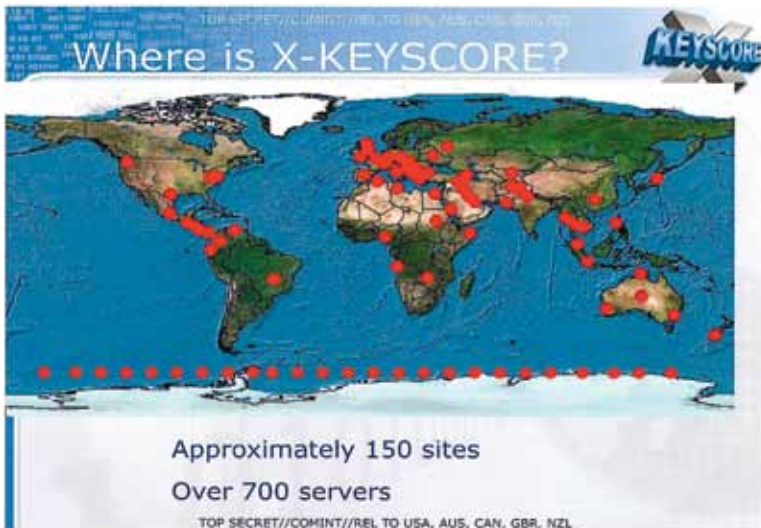 TOP SECRET//COMINT//REL TO USA, AUS, CAN, GBR, NZL
Where is X-KEYSCORE?
X
KEYSCORE
Approximately 150 sites
Over 700 servers
TOP SECRET//COMINT//REL TO USA, AUS, CAN, GBR, NZL